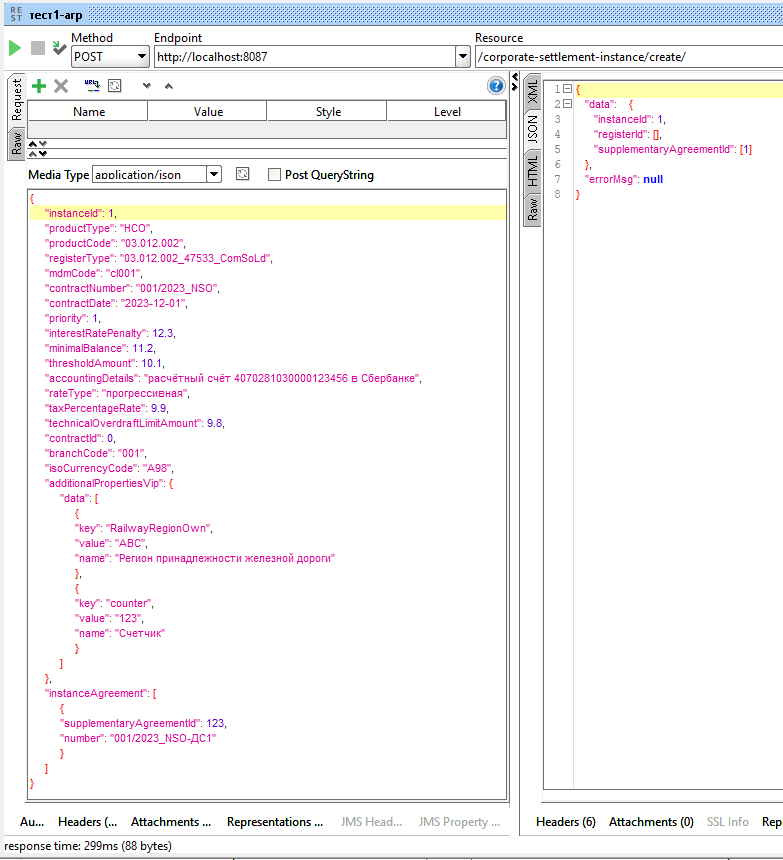 RE
ST
тест1-агр
Method
Endpoint
Resource
POST
http://localhost:8087
/corporate-settlement-instance/create/
Request
Raw
Name Value Style Level
Media Type application/json Post QueryString
{
"instanceId": 1,
"productType": "НСО",
"productCode": "03.012.002",
"registerType": "03.012.002_47533_ComSoLd",
"mdmCode": "cl001",
"contractNumber": "001/2023_NSO",
"contractDate": "2023-12-01",
"priority": 1,
"interestRatePenalty": 12.3,
"minimalBalance": 11.2,
"thresholdAmount": 10.1,
"accountingDetails": "расчётный счёт 4070281030000123456 в Сбербанке",
"rateType": "прогрессивная",
"taxPercentageRate": 9.9,
"technicalOverdraftLimitAmount": 9.8,
"contractId": 0,
"branchCode": "001",
"isoCurrencyCode": "A98",
"additionalPropertiesVip": {
"data": [
{
"key": "RailwayRegionOwn",
"value": "ABC",
"name": "Регион принадлежности железной дороги"
},
{
"key": "counter",
"value": "123",
"name": "Счетчик"
}
]
},
"instanceAgreement": [
{
"supplementaryAgreementId": 123,
"number": "001/2023_NSO-ДС1"
}
]
}
Au... Headers (... Attachments ... Representations ... JMS Head... JMS Property ...
XML
JSON
HTML
Raw
1 {
2 "data": {
3 "instanceId": 1,
4 "registerId": [],
5 "supplementaryAgreementId": [1]
6 },
7 "errorMsg": null
8 }
Headers (6) Attachments (0) SSL Info Rep
response time: 299ms (88 bytes)